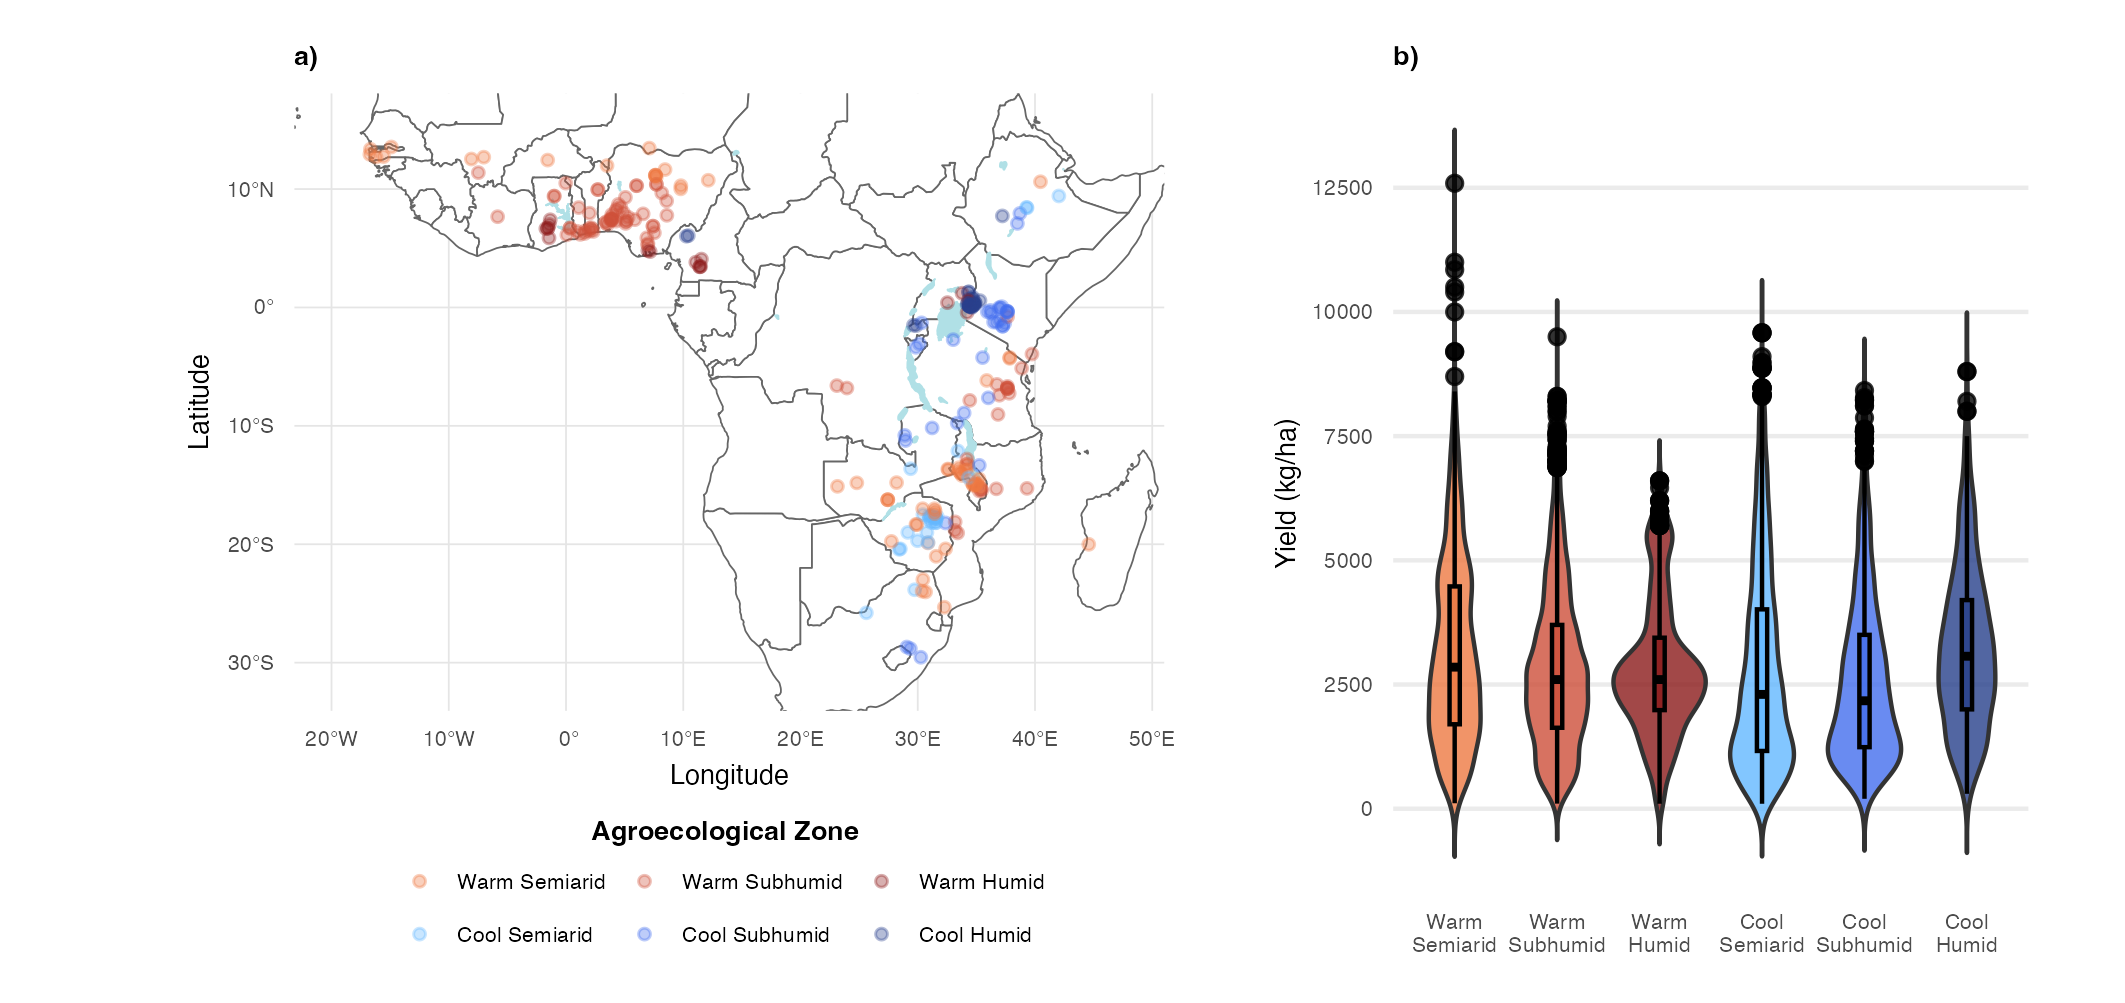 a)
b)
10°N
0°
10°S
20°S
30°S
Latitude
20°W
10°W
0°
10°E
20°E
30°E
40°E
50°E
Longitude
Agroecological Zone
Warm Semiarid
Warm Subhumid
Warm Humid
Cool Semiarid
Cool Subhumid
Cool Humid
12500
10000
7500
5000
2500
0
Yield (kg/ha)
Warm
Semiarid
Warm
Subhumid
Warm
Humid
Cool
Semiarid
Cool
Subhumid
Cool
Humid